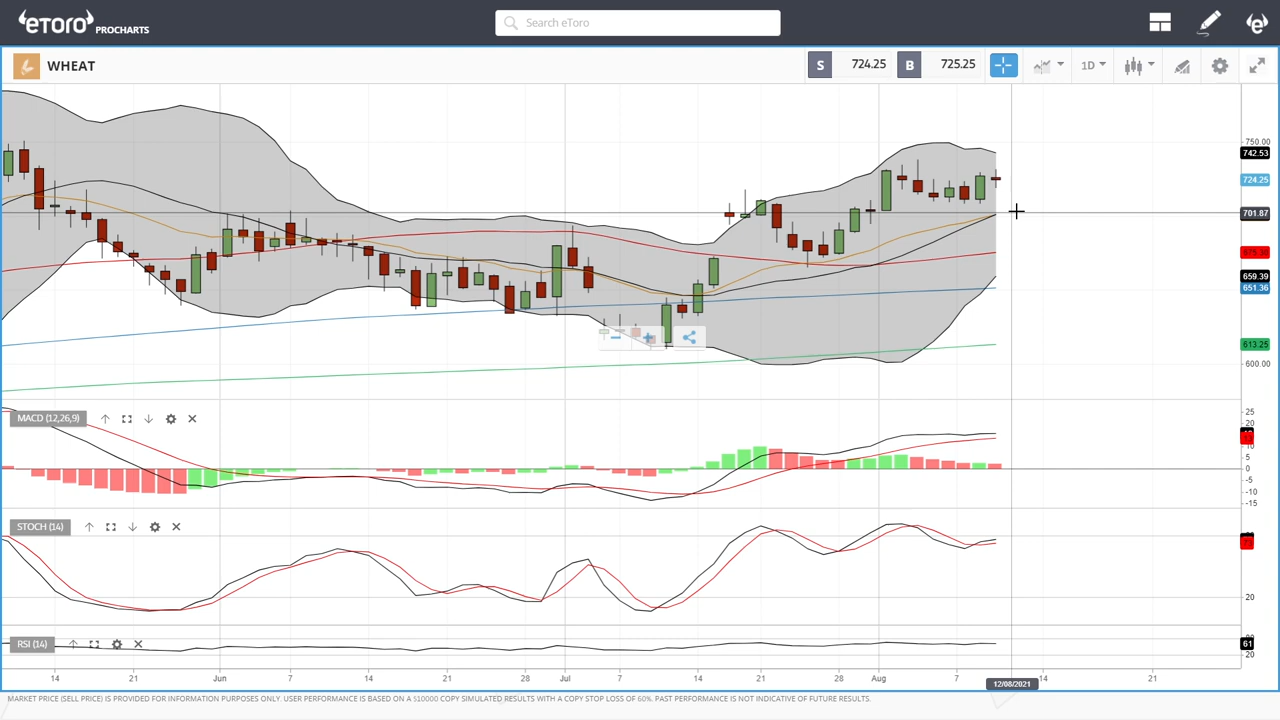 eTORO PROCHARTS
Search eToro
WHEAT
S 724.25 B 725.25
1D
750.00
742.53
724.25
701.87
659.39
651.36
613.25
600.00
MACD (12,26,9)
25
20
10
5
0
-5
-10
-15
STOCH (14)
20
RSI (14)
61
20
14 21 Jun 7 14 21 28 Jul 7 14 21 28 Aug 7 14 21
12/08/2021
MARKET PRICE (SELL PRICE) IS PROVIDED FOR INFORMATION PURPOSES ONLY. USER PERFORMANCE IS BASED ON A $10000 COPY SIMULATED RESULTS WITH A COPY STOP LOSS OF 60%. PAST PERFORMANCE IS NOT INDICATIVE OF FUTURE RESULTS.